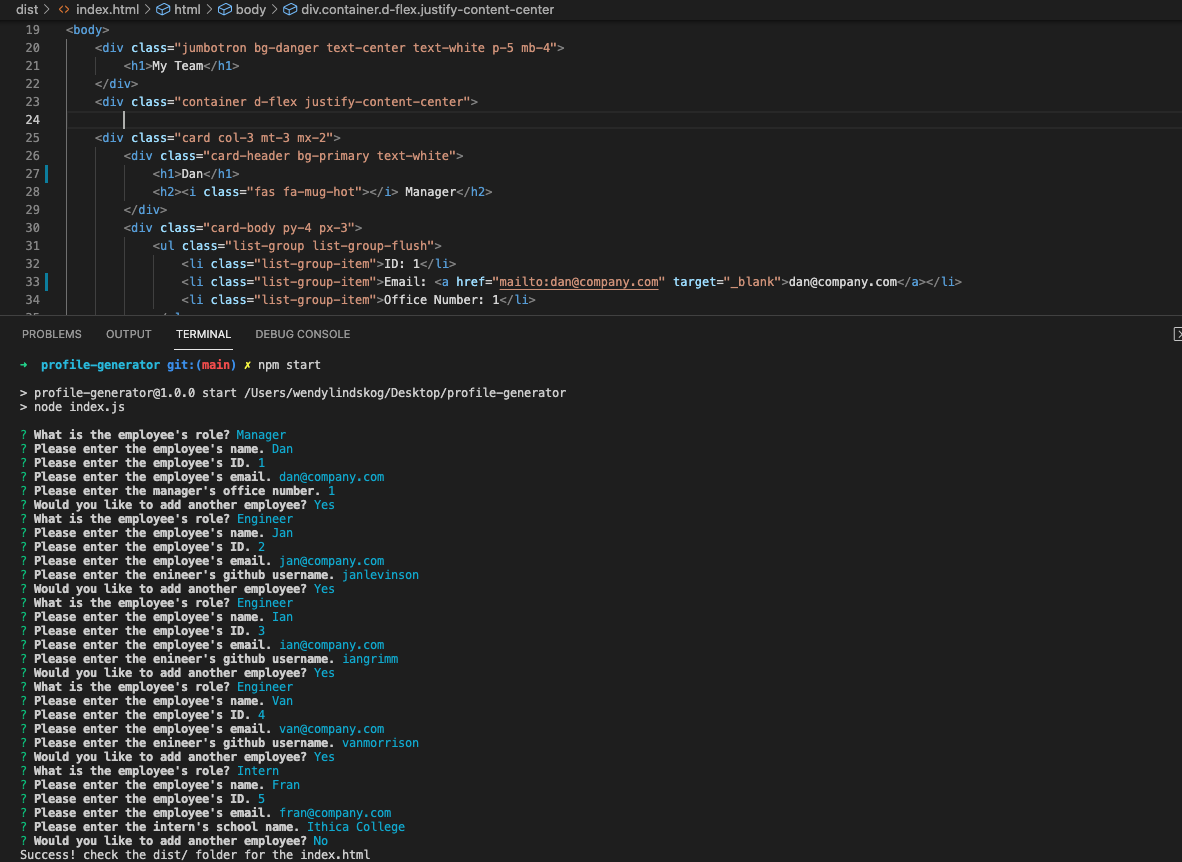 dist > index.html > html > body > div.container.d-flex.justify-content-center
19 <body>
20 <div class="jumbotron bg-danger text-center text-white p-5 mb-4">
21 <h1>My Team</h1>
22 </div>
23 <div class="container d-flex justify-content-center">
24
25 <div class="card col-3 mt-3 mx-2">
26 <div class="card-header bg-primary text-white">
27 <h1>Dan</h1>
28 <h2><i class="fas fa-mug-hot"></i> Manager</h2>
29 </div>
30 <div class="card-body py-4 px-3">
31 <ul class="list-group list-group-flush">
32 <li class="list-group-item">ID: 1</li>
33 <li class="list-group-item">Email: <a href="mailto:dan@company.com" target="_blank">dan@company.com</a></li>
34 <li class="list-group-item">Office Number: 1</li>
PROBLEMS OUTPUT TERMINAL DEBUG CONSOLE
➜ profile-generator git:(main) ✗ npm start
> profile-generator@1.0.0 start /Users/wendylindskog/Desktop/profile-generator
> node index.js
? What is the employee's role? Manager
? Please enter the employee's name. Dan
? Please enter the employee's ID. 1
? Please enter the employee's email. dan@company.com
? Please enter the manager's office number. 1
? Would you like to add another employee? Yes
? What is the employee's role? Engineer
? Please enter the employee's name. Jan
? Please enter the employee's ID. 2
? Please enter the employee's email. jan@company.com
? Please enter the enineer's github username. janlevinson
? Would you like to add another employee? Yes
? What is the employee's role? Engineer
? Please enter the employee's name. Ian
? Please enter the employee's ID. 3
? Please enter the employee's email. ian@company.com
? Please enter the enineer's github username. iangrimm
? Would you like to add another employee? Yes
? What is the employee's role? Engineer
? Please enter the employee's name. Van
? Please enter the employee's ID. 4
? Please enter the employee's email. van@company.com
? Please enter the enineer's github username. vanmorrison
? Would you like to add another employee? Yes
? What is the employee's role? Intern
? Please enter the employee's name. Fran
? Please enter the employee's ID. 5
? Please enter the employee's email. fran@company.com
? Please enter the intern's school name. Ithica College
? Would you like to add another employee? No
Success! check the dist/ folder for the index.html